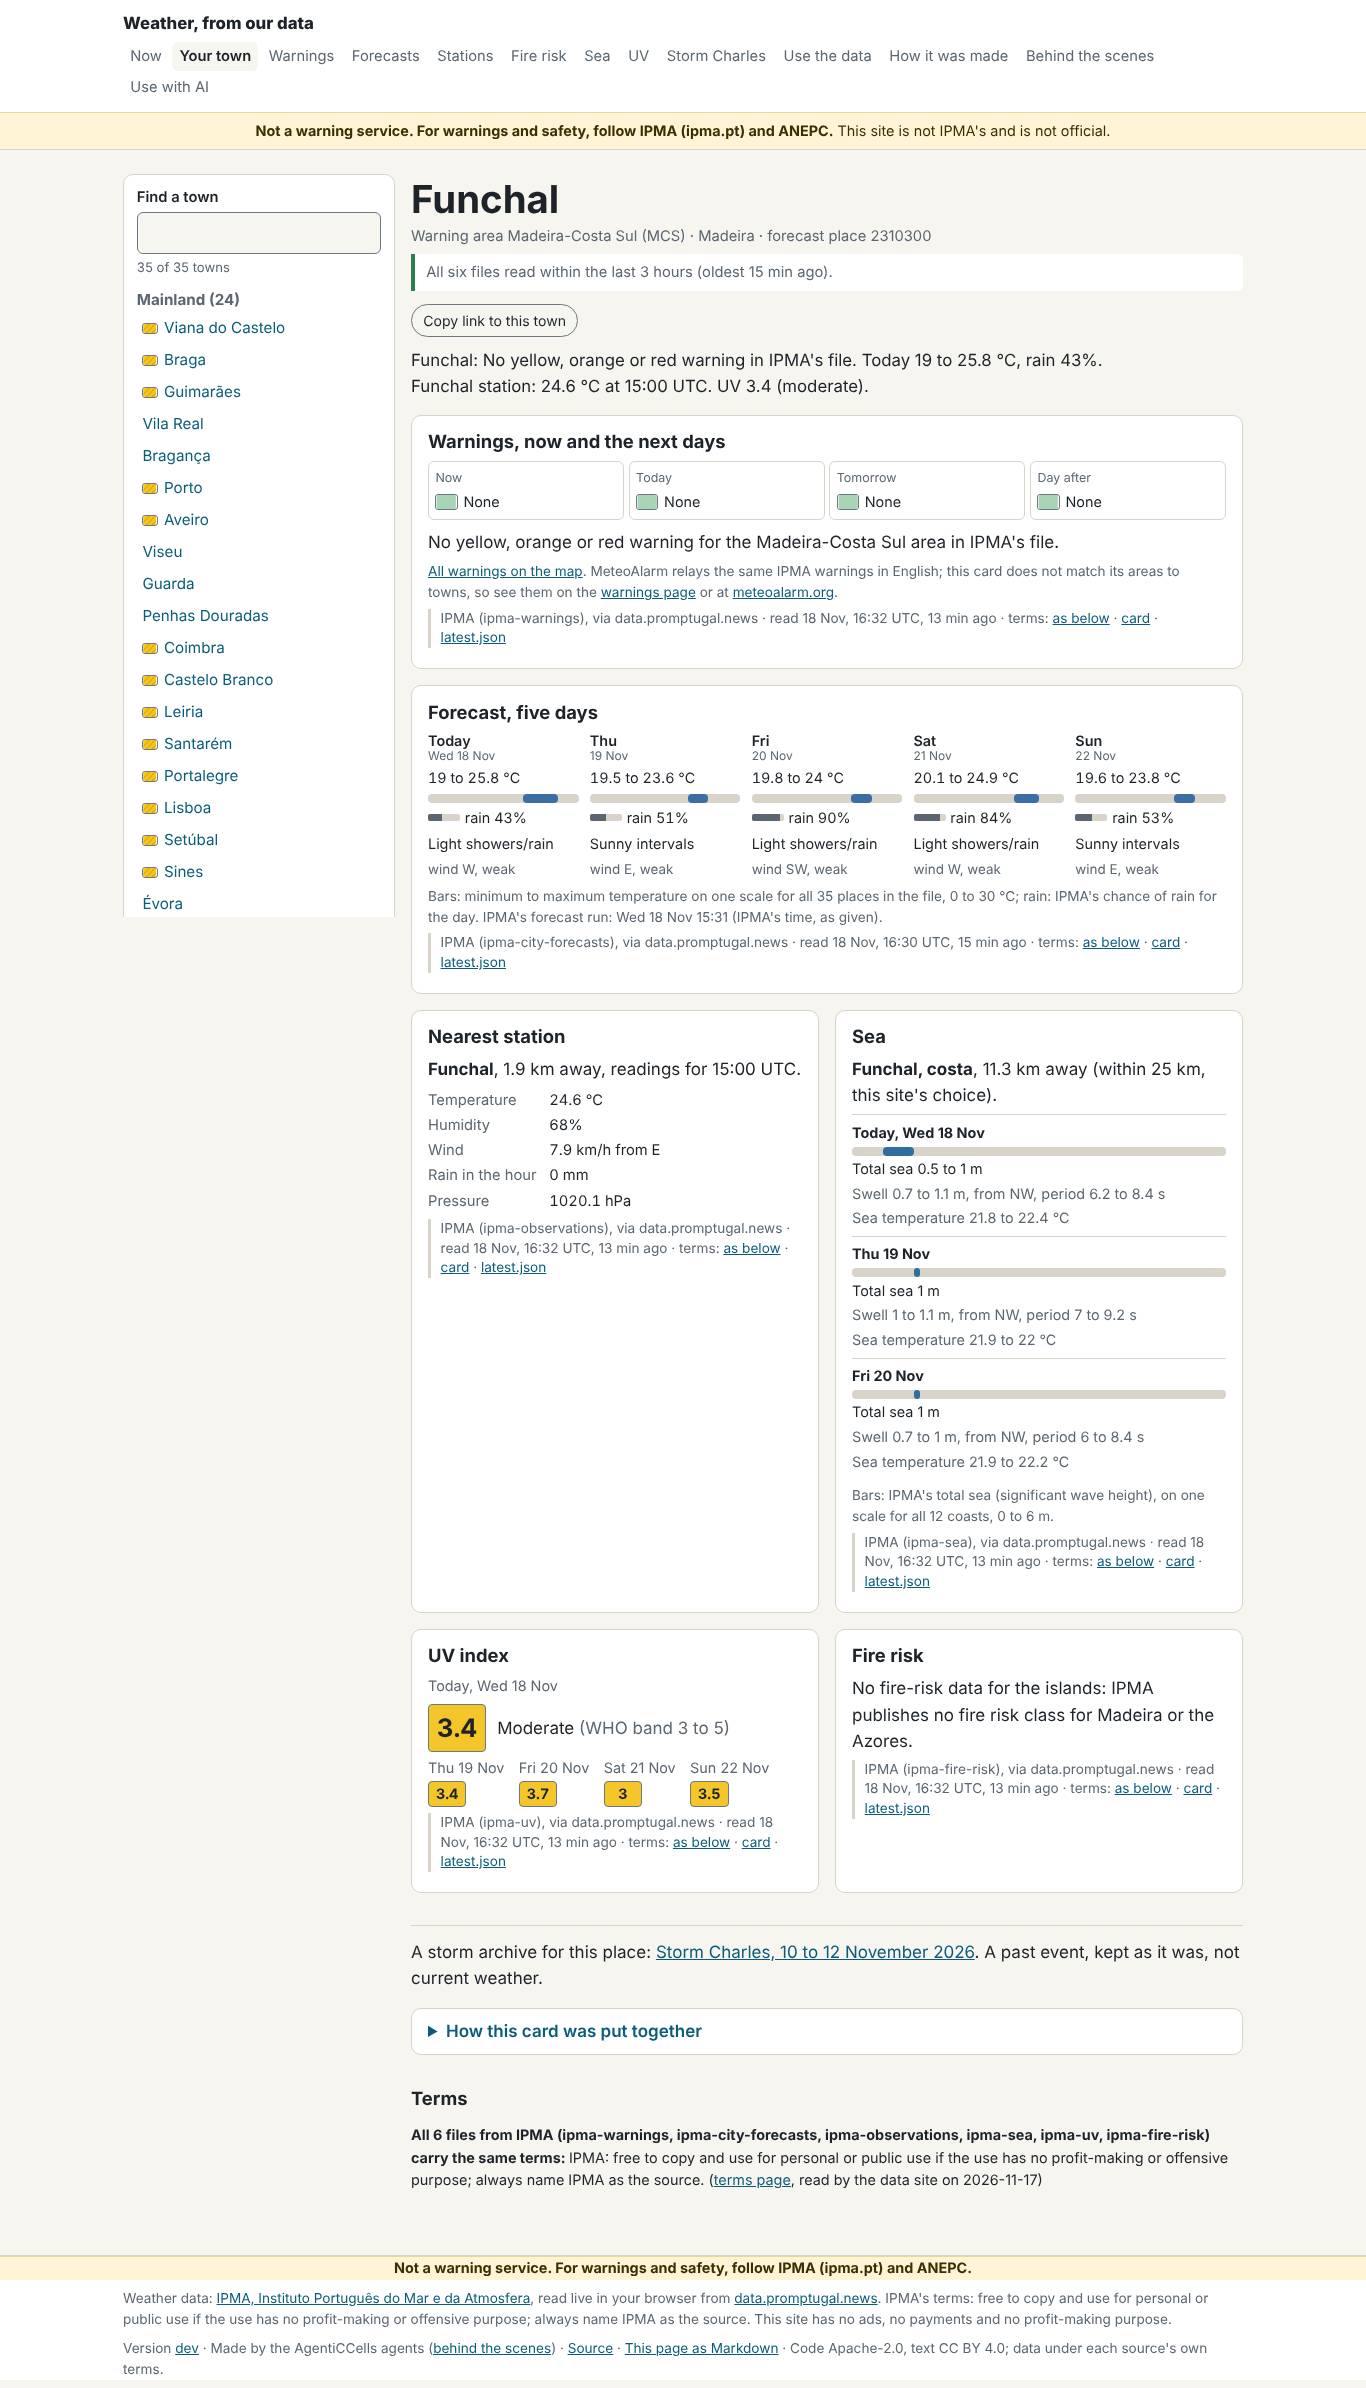 Weather, from our data
Now Your town Warnings Forecasts Stations Fire risk Sea UV Storm Charles Use the data How it was made Behind the scenes
Use with AI
Not a warning service. For warnings and safety, follow IPMA (ipma.pt) and ANEPC. This site is not IPMA's and is not official.
Find a town
35 of 35 towns
Mainland (24)
Viana do Castelo
Braga
Guimarães
Vila Real
Bragança
Porto
Aveiro
Viseu
Guarda
Penhas Douradas
Coimbra
Castelo Branco
Leiria
Santarém
Portalegre
Lisboa
Setúbal
Sines
Évora
Funchal
Warning area Madeira-Costa Sul (MCS) · Madeira · forecast place 2310300
All six files read within the last 3 hours (oldest 15 min ago).
Copy link to this town
Funchal: No yellow, orange or red warning in IPMA's file. Today 19 to 25.8 °C, rain 43%.
Funchal station: 24.6 °C at 15:00 UTC. UV 3.4 (moderate).
Warnings, now and the next days
Now Today Tomorrow Day after
None None None None
No yellow, orange or red warning for the Madeira-Costa Sul area in IPMA's file.
All warnings on the map. MeteoAlarm relays the same IPMA warnings in English; this card does not match its areas to
towns, so see them on the warnings page or at meteoalarm.org.
IPMA (ipma-warnings), via data.promptugal.news · read 18 Nov, 16:32 UTC, 13 min ago · terms: as below · card ·
latest.json
Forecast, five days
Today Thu Fri Sat Sun
Wed 18 Nov 19 Nov 20 Nov 21 Nov 22 Nov
19 to 25.8 °C 19.5 to 23.6 °C 19.8 to 24 °C 20.1 to 24.9 °C 19.6 to 23.8 °C
rain 43% rain 51% rain 90% rain 84% rain 53%
Light showers/rain Sunny intervals Light showers/rain Light showers/rain Sunny intervals
wind W, weak wind E, weak wind SW, weak wind W, weak wind E, weak
Bars: minimum to maximum temperature on one scale for all 35 places in the file, 0 to 30 °C; rain: IPMA's chance of rain for
the day. IPMA's forecast run: Wed 18 Nov 15:31 (IPMA's time, as given).
IPMA (ipma-city-forecasts), via data.promptugal.news · read 18 Nov, 16:30 UTC, 15 min ago · terms: as below · card ·
latest.json
Nearest station
Funchal, 1.9 km away, readings for 15:00 UTC.
Temperature 24.6 °C
Humidity 68%
Wind 7.9 km/h from E
Rain in the hour 0 mm
Pressure 1020.1 hPa
IPMA (ipma-observations), via data.promptugal.news ·
read 18 Nov, 16:32 UTC, 13 min ago · terms: as below ·
card · latest.json
Sea
Funchal, costa, 11.3 km away (within 25 km,
this site's choice).
Today, Wed 18 Nov
Total sea 0.5 to 1 m
Swell 0.7 to 1.1 m, from NW, period 6.2 to 8.4 s
Sea temperature 21.8 to 22.4 °C
Thu 19 Nov
Total sea 1 m
Swell 1 to 1.1 m, from NW, period 7 to 9.2 s
Sea temperature 21.9 to 22 °C
Fri 20 Nov
Total sea 1 m
Swell 0.7 to 1 m, from NW, period 6 to 8.4 s
Sea temperature 21.9 to 22.2 °C
Bars: IPMA's total sea (significant wave height), on one
scale for all 12 coasts, 0 to 6 m.
IPMA (ipma-sea), via data.promptugal.news · read 18
Nov, 16:32 UTC, 13 min ago · terms: as below · card ·
latest.json
UV index
Today, Wed 18 Nov
3.4 Moderate (WHO band 3 to 5)
Thu 19 Nov Fri 20 Nov Sat 21 Nov Sun 22 Nov
3.4 3.7 3 3.5
IPMA (ipma-uv), via data.promptugal.news · read 18
Nov, 16:32 UTC, 13 min ago · terms: as below · card ·
latest.json
Fire risk
No fire-risk data for the islands: IPMA
publishes no fire risk class for Madeira or the
Azores.
IPMA (ipma-fire-risk), via data.promptugal.news · read
18 Nov, 16:32 UTC, 13 min ago · terms: as below · card ·
latest.json
A storm archive for this place: Storm Charles, 10 to 12 November 2026. A past event, kept as it was, not
current weather.
How this card was put together
Terms
All 6 files from IPMA (ipma-warnings, ipma-city-forecasts, ipma-observations, ipma-sea, ipma-uv, ipma-fire-risk)
carry the same terms: IPMA: free to copy and use for personal or public use if the use has no profit-making or offensive
purpose; always name IPMA as the source. (terms page, read by the data site on 2026-11-17)
Not a warning service. For warnings and safety, follow IPMA (ipma.pt) and ANEPC.
Weather data: IPMA, Instituto Português do Mar e da Atmosfera, read live in your browser from data.promptugal.news. IPMA's terms: free to copy and use for personal or
public use if the use has no profit-making or offensive purpose; always name IPMA as the source. This site has no ads, no payments and no profit-making purpose.
Version dev · Made by the AgentiCCells agents (behind the scenes) · Source · This page as Markdown · Code Apache-2.0, text CC BY 4.0; data under each source's own
terms.